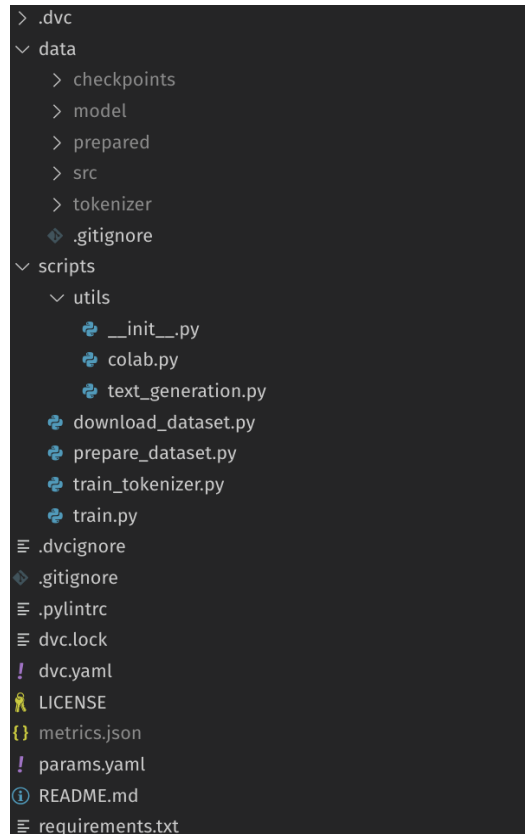 .dvc
data
checkpoints
model
prepared
src
tokenizer
.gitignore
scripts
utils
__init__.py
colab.py
text_generation.py
download_dataset.py
prepare_dataset.py
train_tokenizer.py
train.py
.dvcignore
.gitignore
.pylintrc
dvc.lock
! dvc.yaml
LICENSE
{} metrics.json
! params.yaml
README.md
requirements.txt